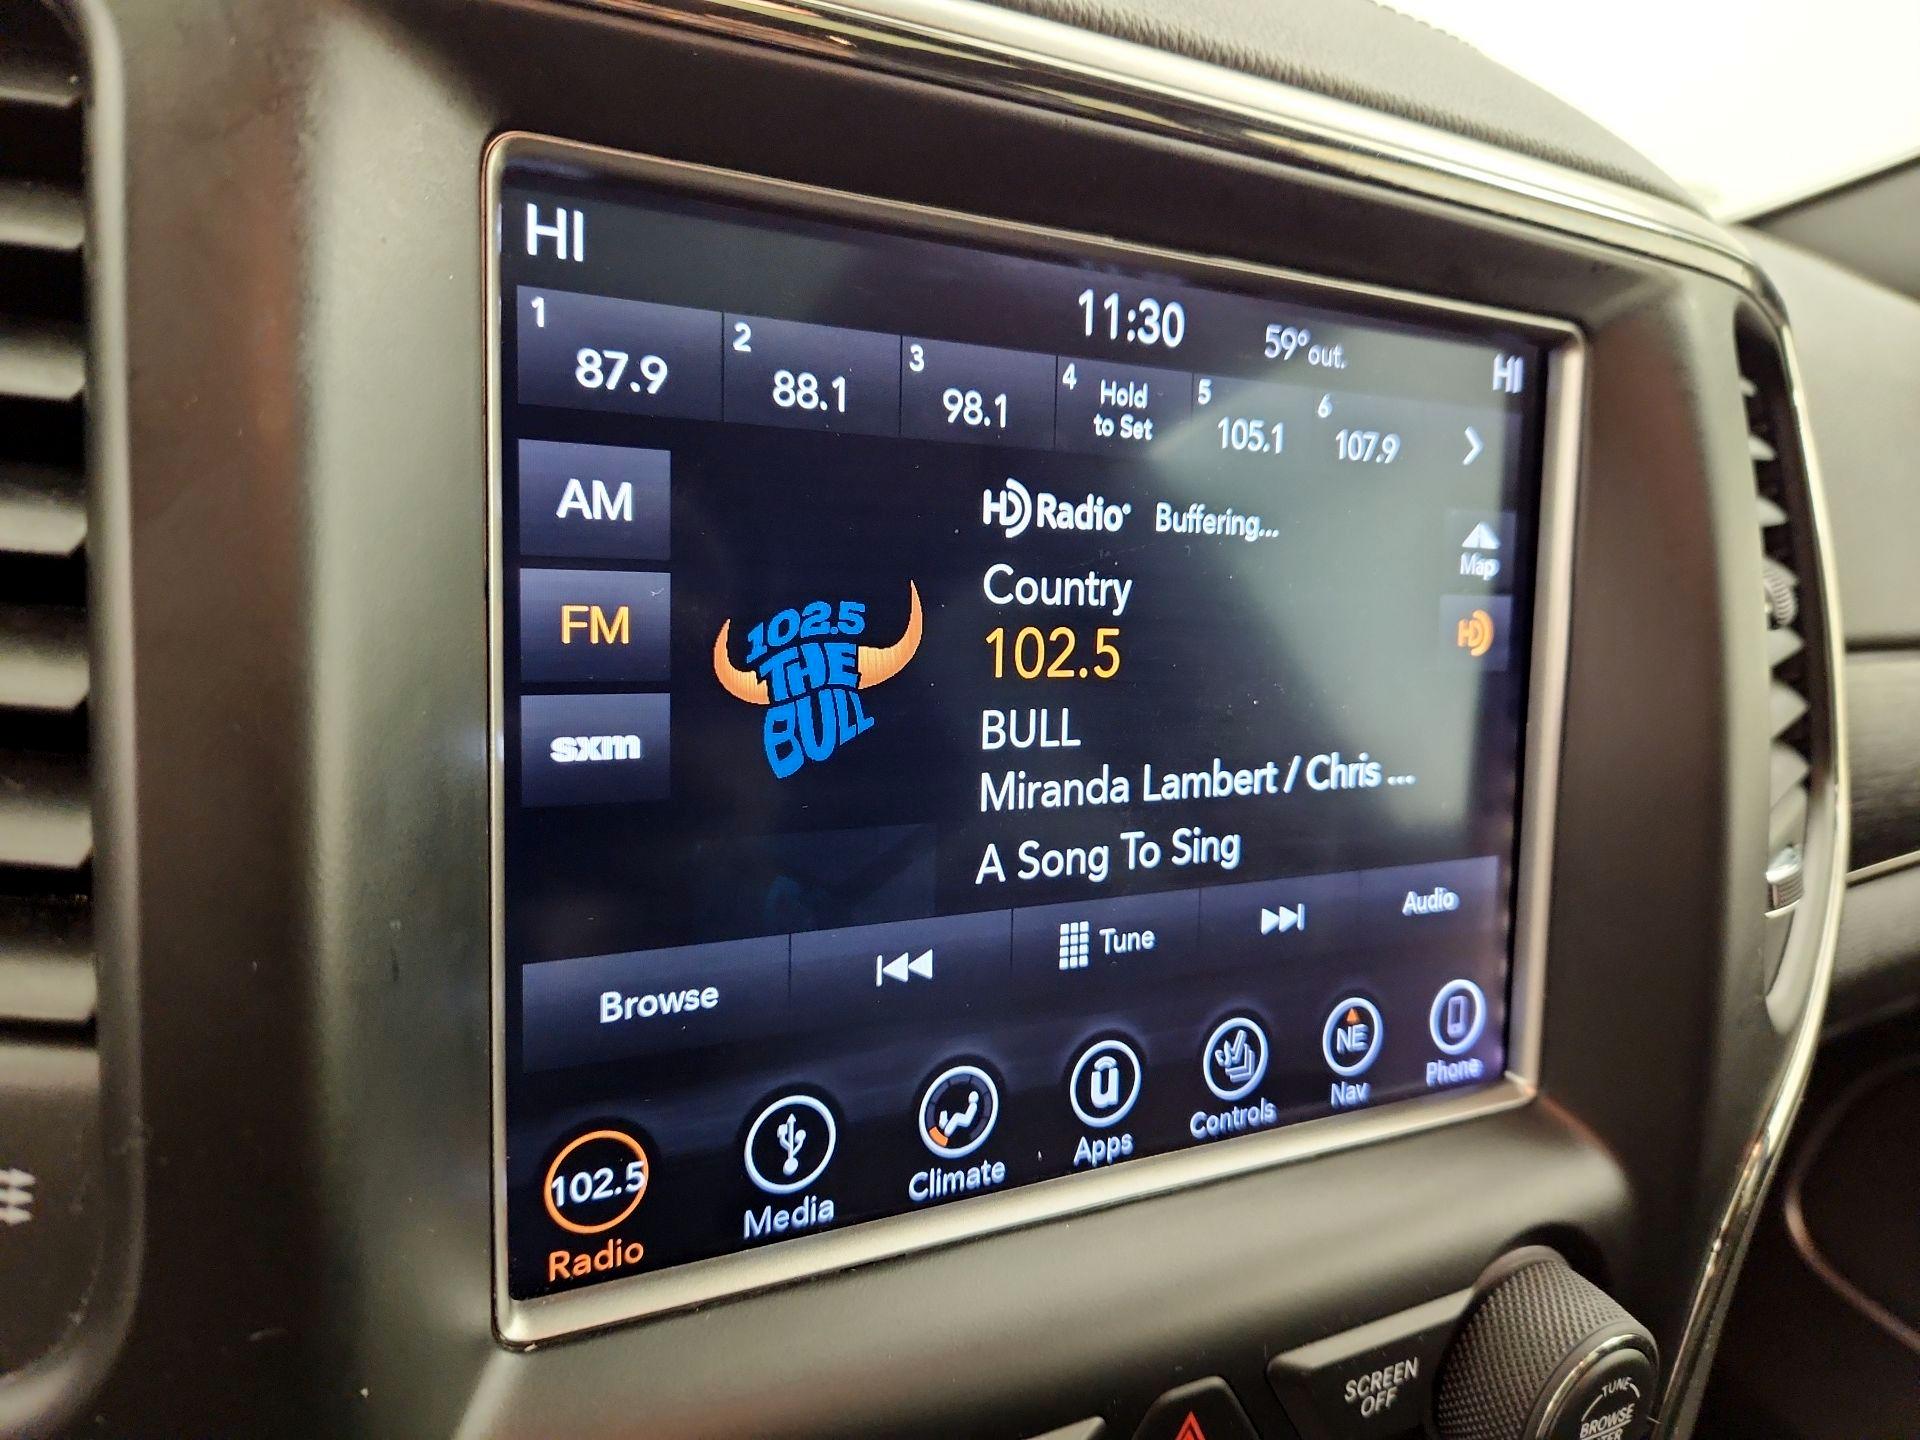 HI
11:30
59° out.
HI
1
87.9
2
88.1
3
98.1
4
Hold
to Set
5
105.1
6
107.9
AM
FM
sxm
102.5
THE
BULL
HD Radio
Buffering...
Country
102.5
BULL
Miranda Lambert / Chris ...
A Song To Sing
Map
HD
Browse
Tune
Audio
102.5
Radio
Media
Climate
Apps
Controls
NE
Nav
Phone
SCREEN
OFF
TUNE
BROWSE